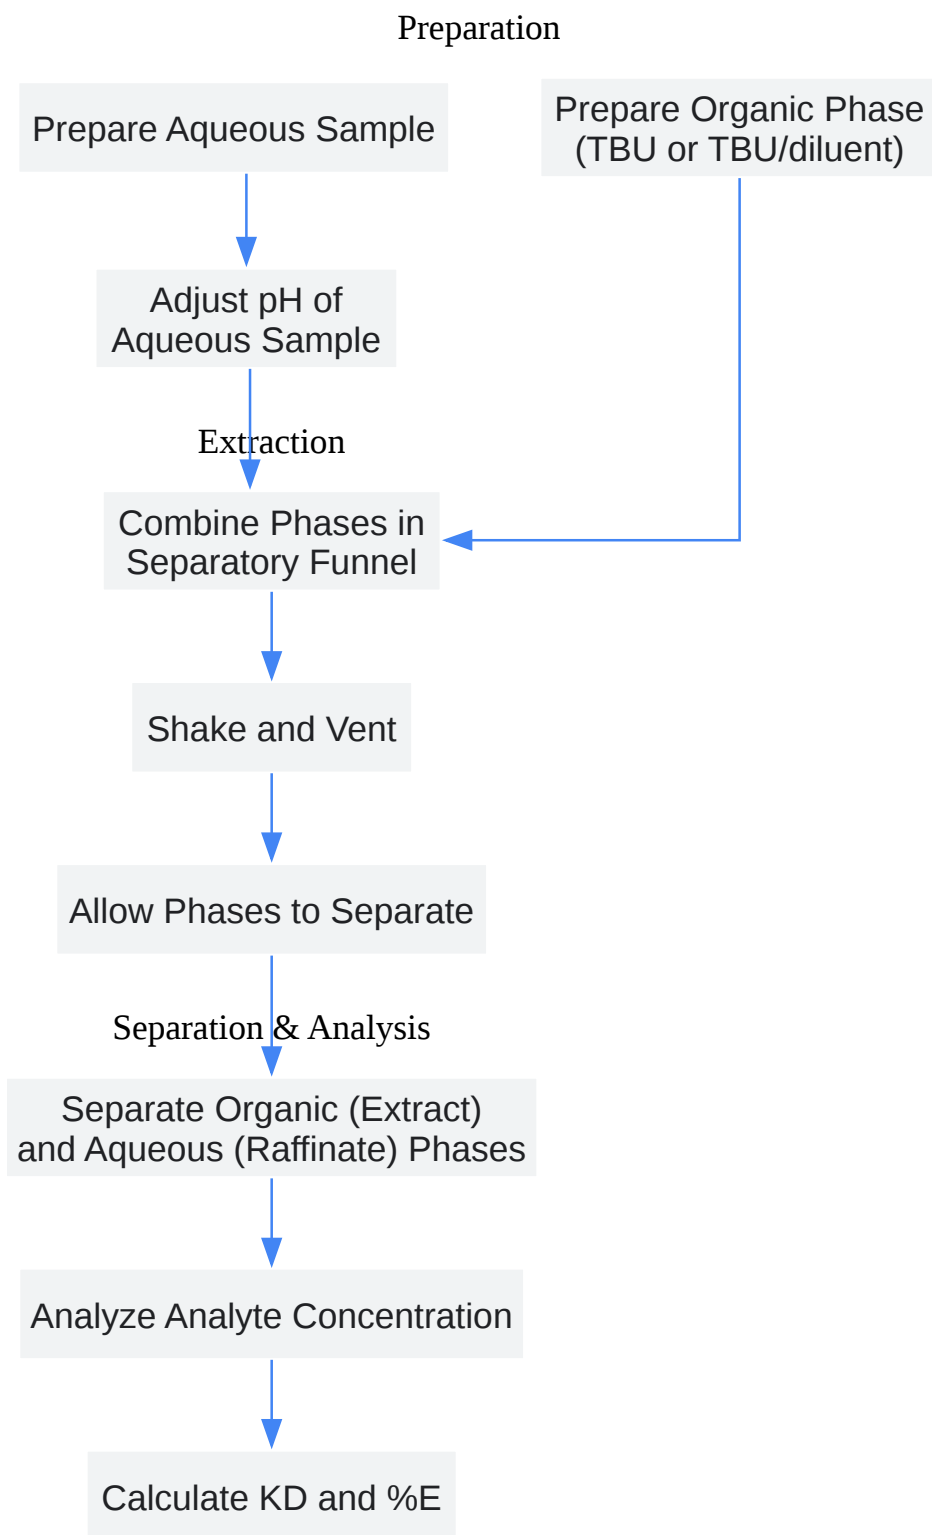 Preparation
Prepare Aqueous Sample
Prepare Organic Phase
(TBU or TBU/diluent)
Adjust pH of
Aqueous Sample
Extraction
Combine Phases in
Separatory Funnel
Shake and Vent
Allow Phases to Separate
Separation & Analysis
Separate Organic (Extract)
and Aqueous (Raffinate) Phases
Analyze Analyte Concentration
Calculate KD and %E